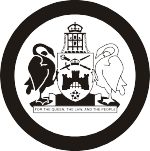 FOR THE QUEEN, THE LAW, AND THE PEOPLE